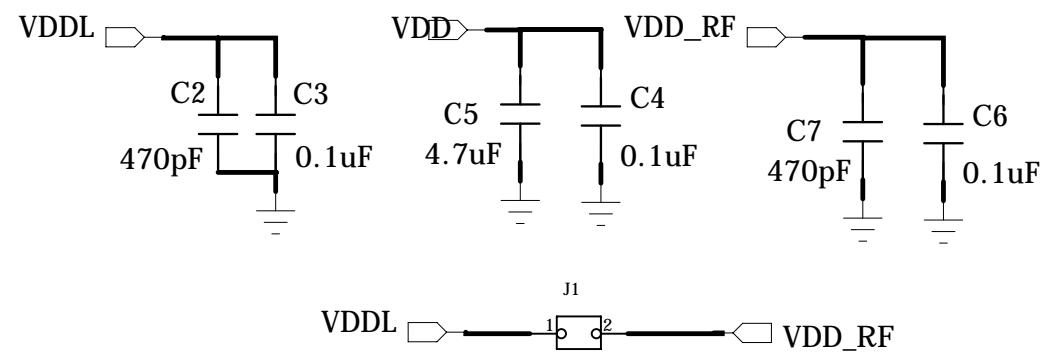 VDDL
C2
C3
470pF
0.1uF
VDD
C5
C4
4.7uF
0.1uF
VDD_RF
C7
C6
470pF
0.1uF
J1
VDDL
1
2
VDD_RF